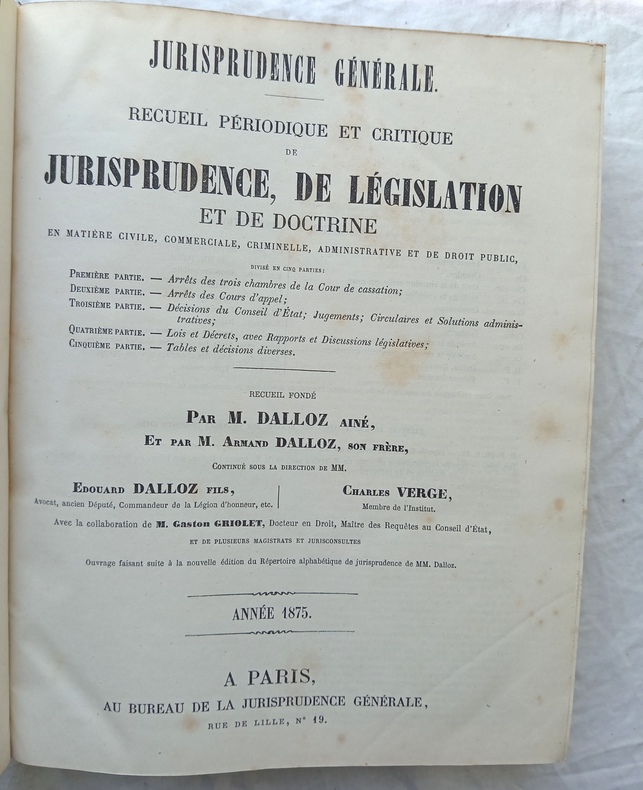 JURISPRUDENCE GÉNÉRALE.
RECUEIL PÉRIODIQUE ET CRITIQUE
DE
JURISPRUDENCE, DE LÉGISLATION
ET DE DOCTRINE
EN MATIÈRE CIVILE, COMMERCIALE, CRIMINELLE, ADMINISTRATIVE ET DE DROIT PUBLIC,
DIVISÉ EN CINQ PARTIES:
PREMIÈRE PARTIE. — Arrêts des trois chambres de la Cour de cassation;
DEUXIÈME PARTIE. — Arrêts des Cours d'appel;
TROISIÈME PARTIE. — Décisions du Conseil d'État; Jugements; Circulaires et Solutions adminis-
tratives;
QUATRIÈME PARTIE. — Lois et Décrets, avec Rapports et Discussions législatives;
CINQUIÈME PARTIE. — Tables et décisions diverses.
RECUEIL FONDÉ
PAR M. DALLOZ AINÉ,
ET PAR M. ARMAND DALLOZ, SON FRÈRE,
CONTINUÉ SOUS LA DIRECTION DE MM.
EDOUARD DALLOZ FILS,
Avocat, ancien Député, Commandeur de la Légion d'honneur, etc.
CHARLES VERGE,
Membre de l'Institut.
Avec la collaboration de M. Gaston GRIOLET, Docteur en Droit, Maître des Requêtes au Conseil d'État,
ET DE PLUSIEURS MAGISTRATS ET JURISCONSULTES
Ouvrage faisant suite à la nouvelle édition du Répertoire alphabétique de jurisprudence de MM. Dalloz.
ANNÉE 1875.
A PARIS,
AU BUREAU DE LA JURISPRUDENCE GÉNÉRALE,
RUE DE LILLE, N° 19.